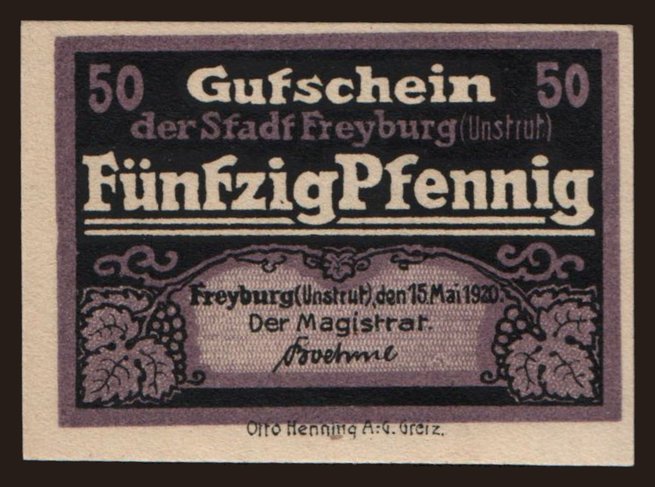 50 Gutschein 50
der Stadt Freyburg (Unstrut)
Fünfzig Pfennig
Freyburg (Unstrut), den 15. Mai 1920.
Der Magistrat.
Boehme
Otto Henning A.-G. Greiz.